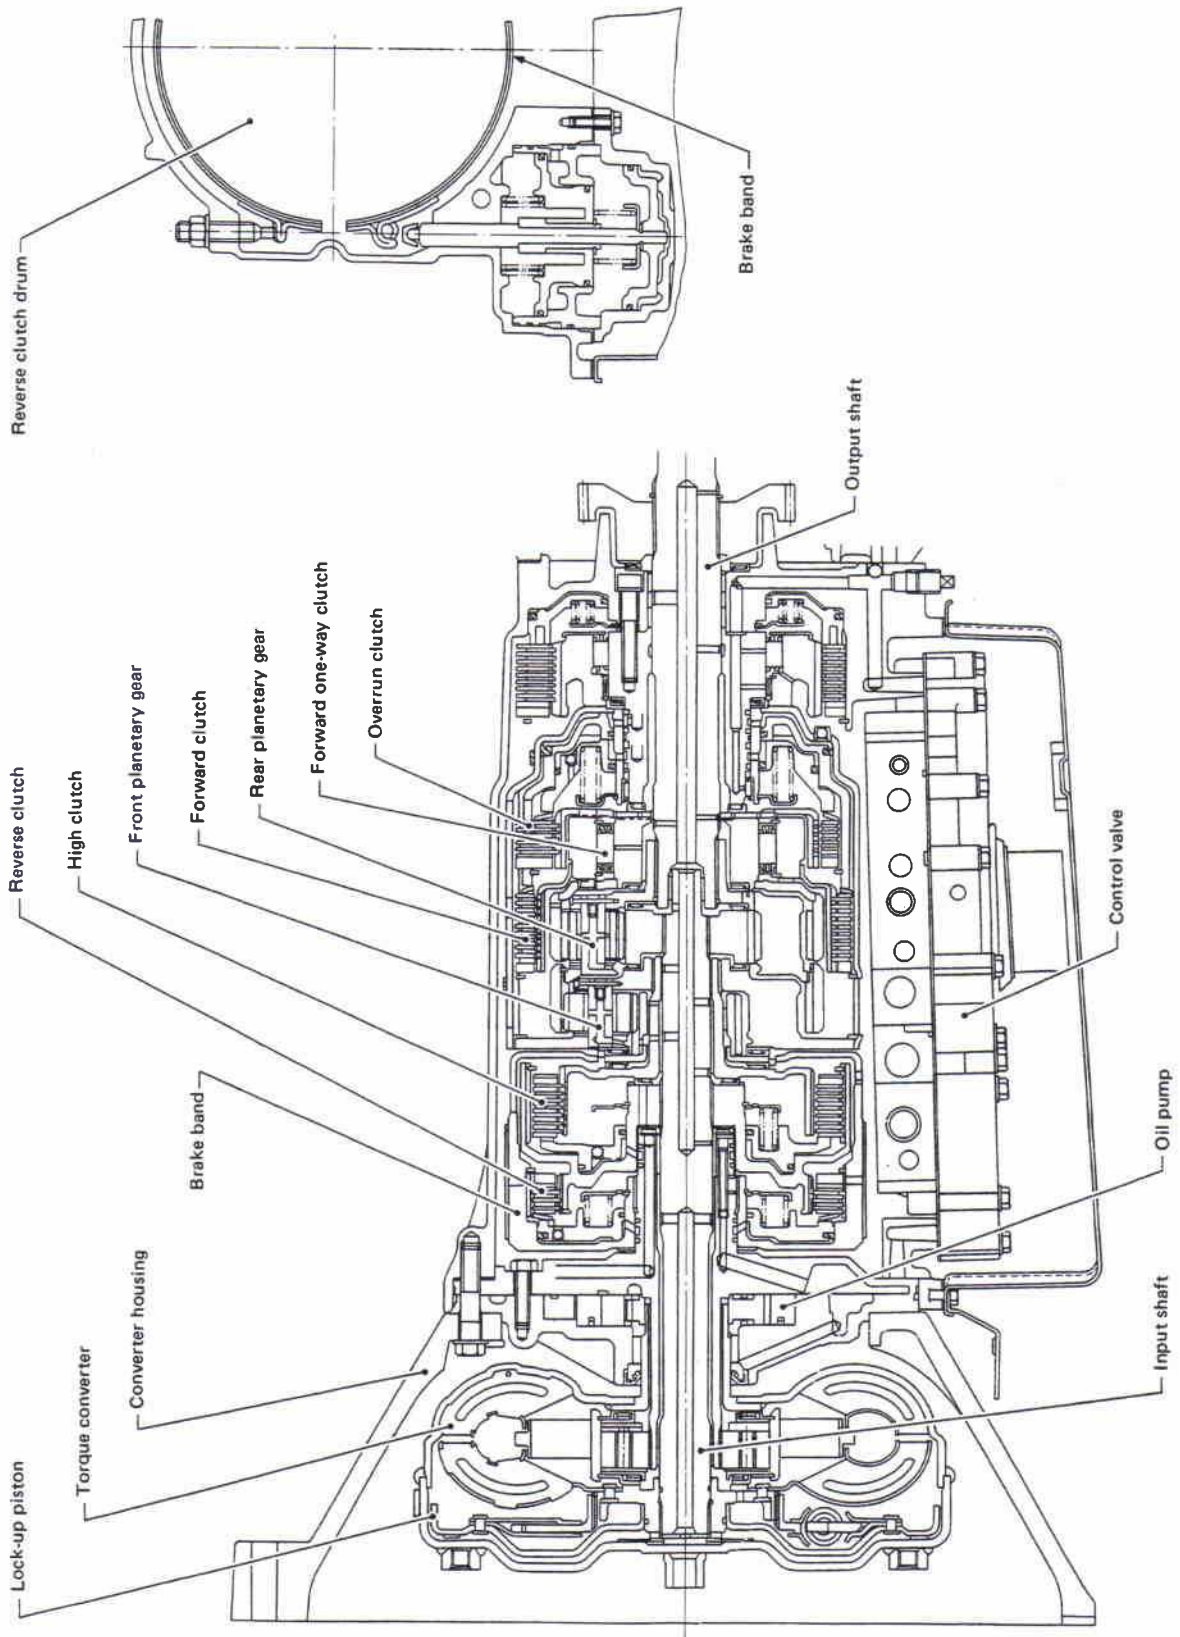 Lock-up piston
Torque converter
Converter housing
Brake band
Reverse clutch
High clutch
Front planetary gear
Forward clutch
Rear planetary gear
Forward one-way clutch
Overrun clutch
Reverse clutch drum
Input shaft
Oil pump
Control valve
Output shaft
Brake band